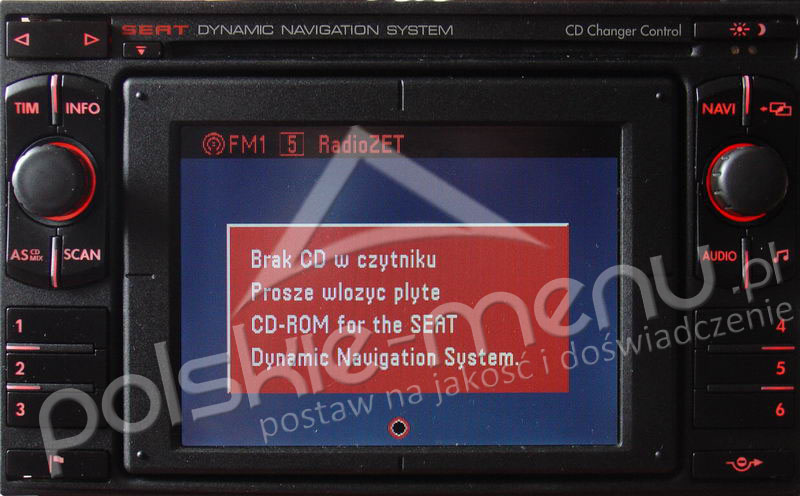 SEAT DYNAMIC NAVIGATION SYSTEM
CD Changer Control
TIM INFO
NAVI
FM1 5 RadioZET
AS CD MIX SCAN
AUDIO
Brak CD w czytniku
Prosze wlozyc plyte
CD-ROM for the SEAT
Dynamic Navigation System.
1
2
3
4
5
6
polskie-menu.pl
postaw na jakość i doświadczenie